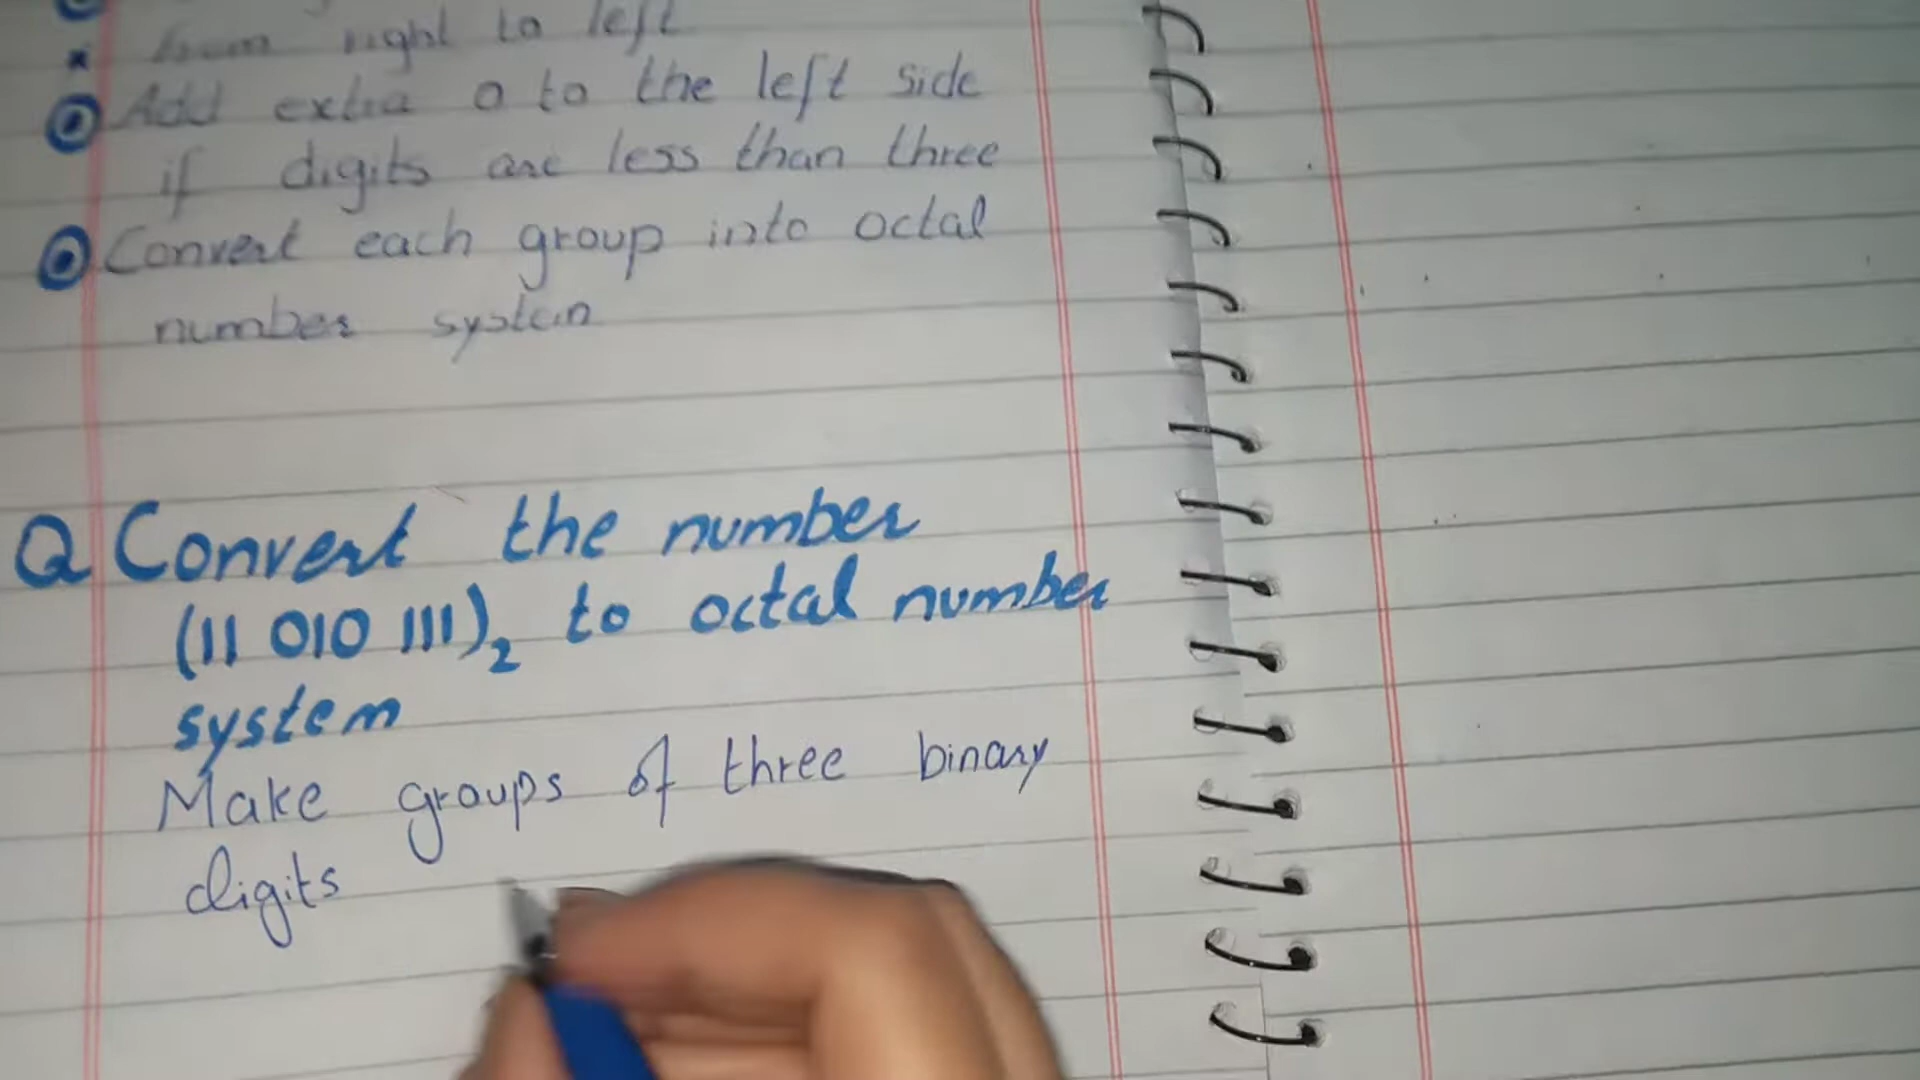 from right to left
Add extra 0 to the left side
if digits are less than three
Convert each group into octal
number system
Q Convert the number
(11 010 111)₂ to octal number
system
Make groups of three binary
digits